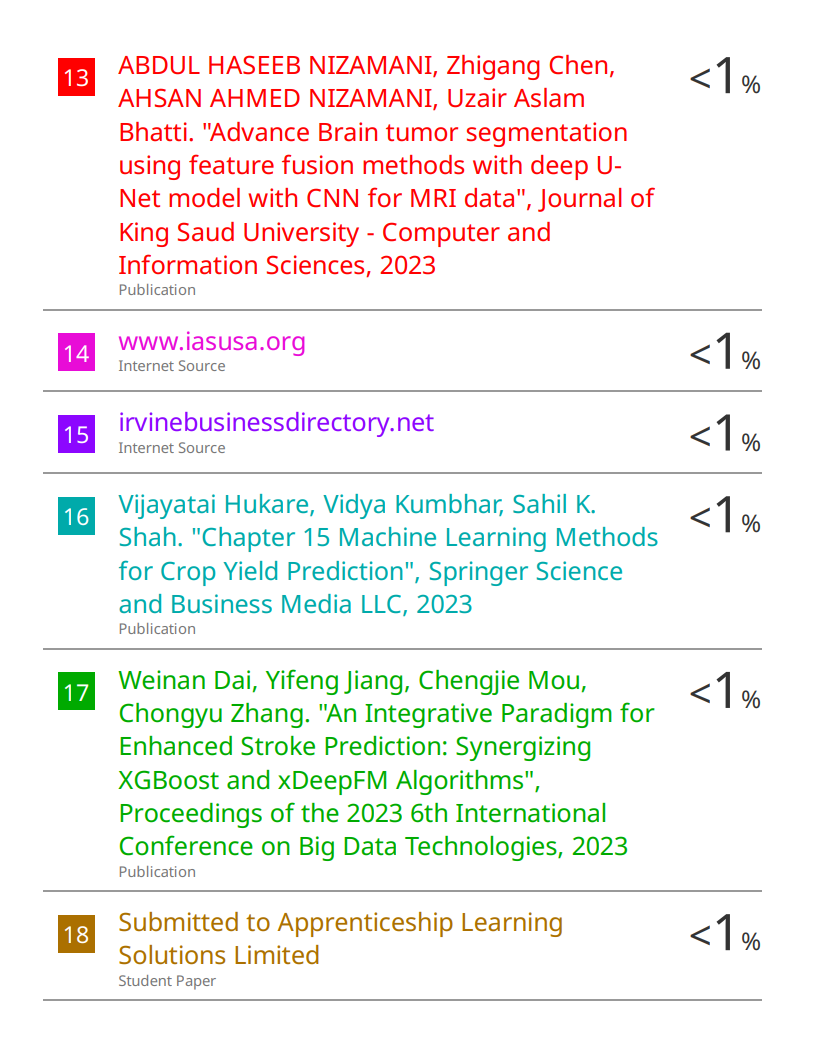 13
ABDUL HASEEB NIZAMANI, Zhigang Chen,
AHSAN AHMED NIZAMANI, Uzair Aslam
Bhatti. "Advance Brain tumor segmentation
using feature fusion methods with deep U-
Net model with CNN for MRI data", Journal of
King Saud University - Computer and
Information Sciences, 2023
Publication
<1%
14
www.iasusa.org
Internet Source
<1%
15
irvinebusinessdirectory.net
Internet Source
<1%
16
Vijayatai Hukare, Vidya Kumbhar, Sahil K.
Shah. "Chapter 15 Machine Learning Methods
for Crop Yield Prediction", Springer Science
and Business Media LLC, 2023
Publication
<1%
17
Weinan Dai, Yifeng Jiang, Chengjie Mou,
Chongyu Zhang. "An Integrative Paradigm for
Enhanced Stroke Prediction: Synergizing
XGBoost and xDeepFM Algorithms",
Proceedings of the 2023 6th International
Conference on Big Data Technologies, 2023
Publication
<1%
18
Submitted to Apprenticeship Learning
Solutions Limited
Student Paper
<1%